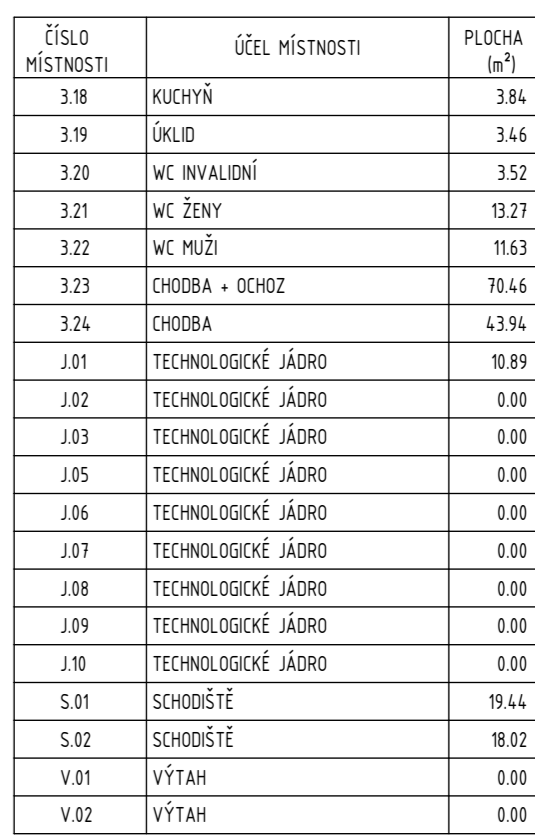 ČÍSLO MÍSTNOSTI ÚČEL MÍSTNOSTI PLOCHA (m²)
3.18 KUCHYŇ 3.84
3.19 ÚKLID 3.46
3.20 WC INVALIDNÍ 3.52
3.21 WC ŽENY 13.27
3.22 WC MUŽI 11.63
3.23 CHODBA + OCHOZ 70.46
3.24 CHODBA 43.94
J.01 TECHNOLOGICKÉ JÁDRO 10.89
J.02 TECHNOLOGICKÉ JÁDRO 0.00
J.03 TECHNOLOGICKÉ JÁDRO 0.00
J.05 TECHNOLOGICKÉ JÁDRO 0.00
J.06 TECHNOLOGICKÉ JÁDRO 0.00
J.07 TECHNOLOGICKÉ JÁDRO 0.00
J.08 TECHNOLOGICKÉ JÁDRO 0.00
J.09 TECHNOLOGICKÉ JÁDRO 0.00
J.10 TECHNOLOGICKÉ JÁDRO 0.00
S.01 SCHODIŠTĚ 19.44
S.02 SCHODIŠTĚ 18.02
V.01 VÝTAH 0.00
V.02 VÝTAH 0.00